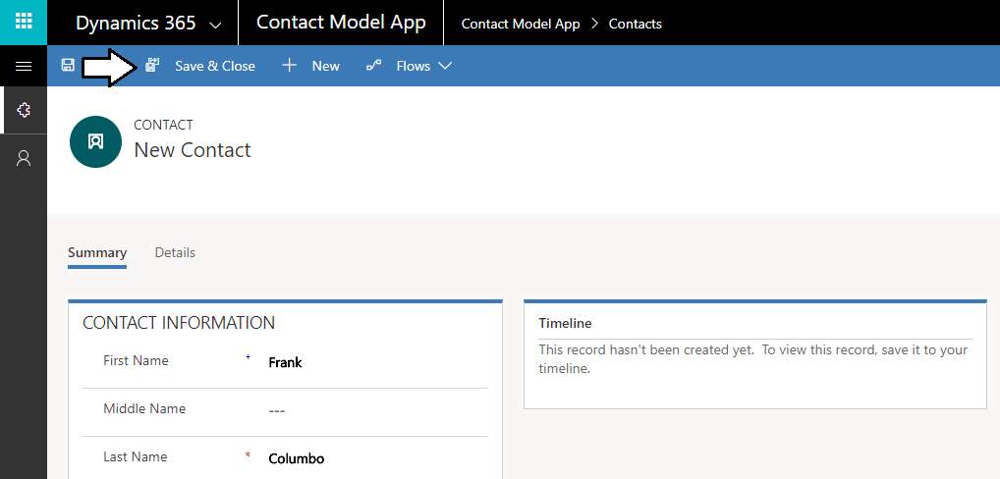 Dynamics 365
Contact Model App
Contact Model App > Contacts
Save & Close
New
Flows
CONTACT
New Contact
Summary
Details
CONTACT INFORMATION
First Name + Frank
Middle Name ---
Last Name * Columbo
Timeline
This record hasn't been created yet. To view this record, save it to your
timeline.